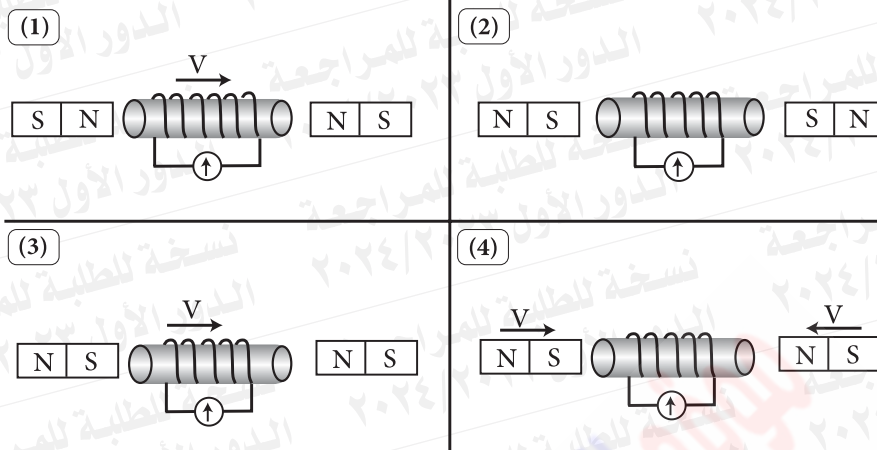 (1)
V
S N
N S
(2)
N S
S N
(3)
V
N S
N S
(4)
V
V
N S
N S
نسخة للطلبة للمراجعة
الدور الأول ٢٠٢٣/٢٠٢٤